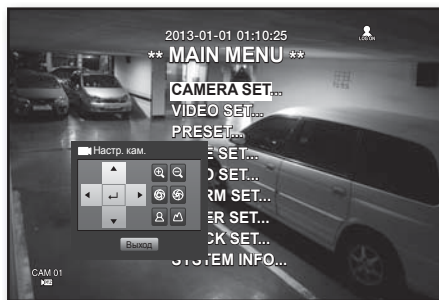 2013-01-01 01:10:25
LOG ON
** MAIN MENU **
CAMERA SET...
VIDEO SET...
PRESET...
E SET...
Настр. кам.
O SET...
RM SET...
ER SET...
CK SET...
Выход
SYSTEM INFO...
CAM 01